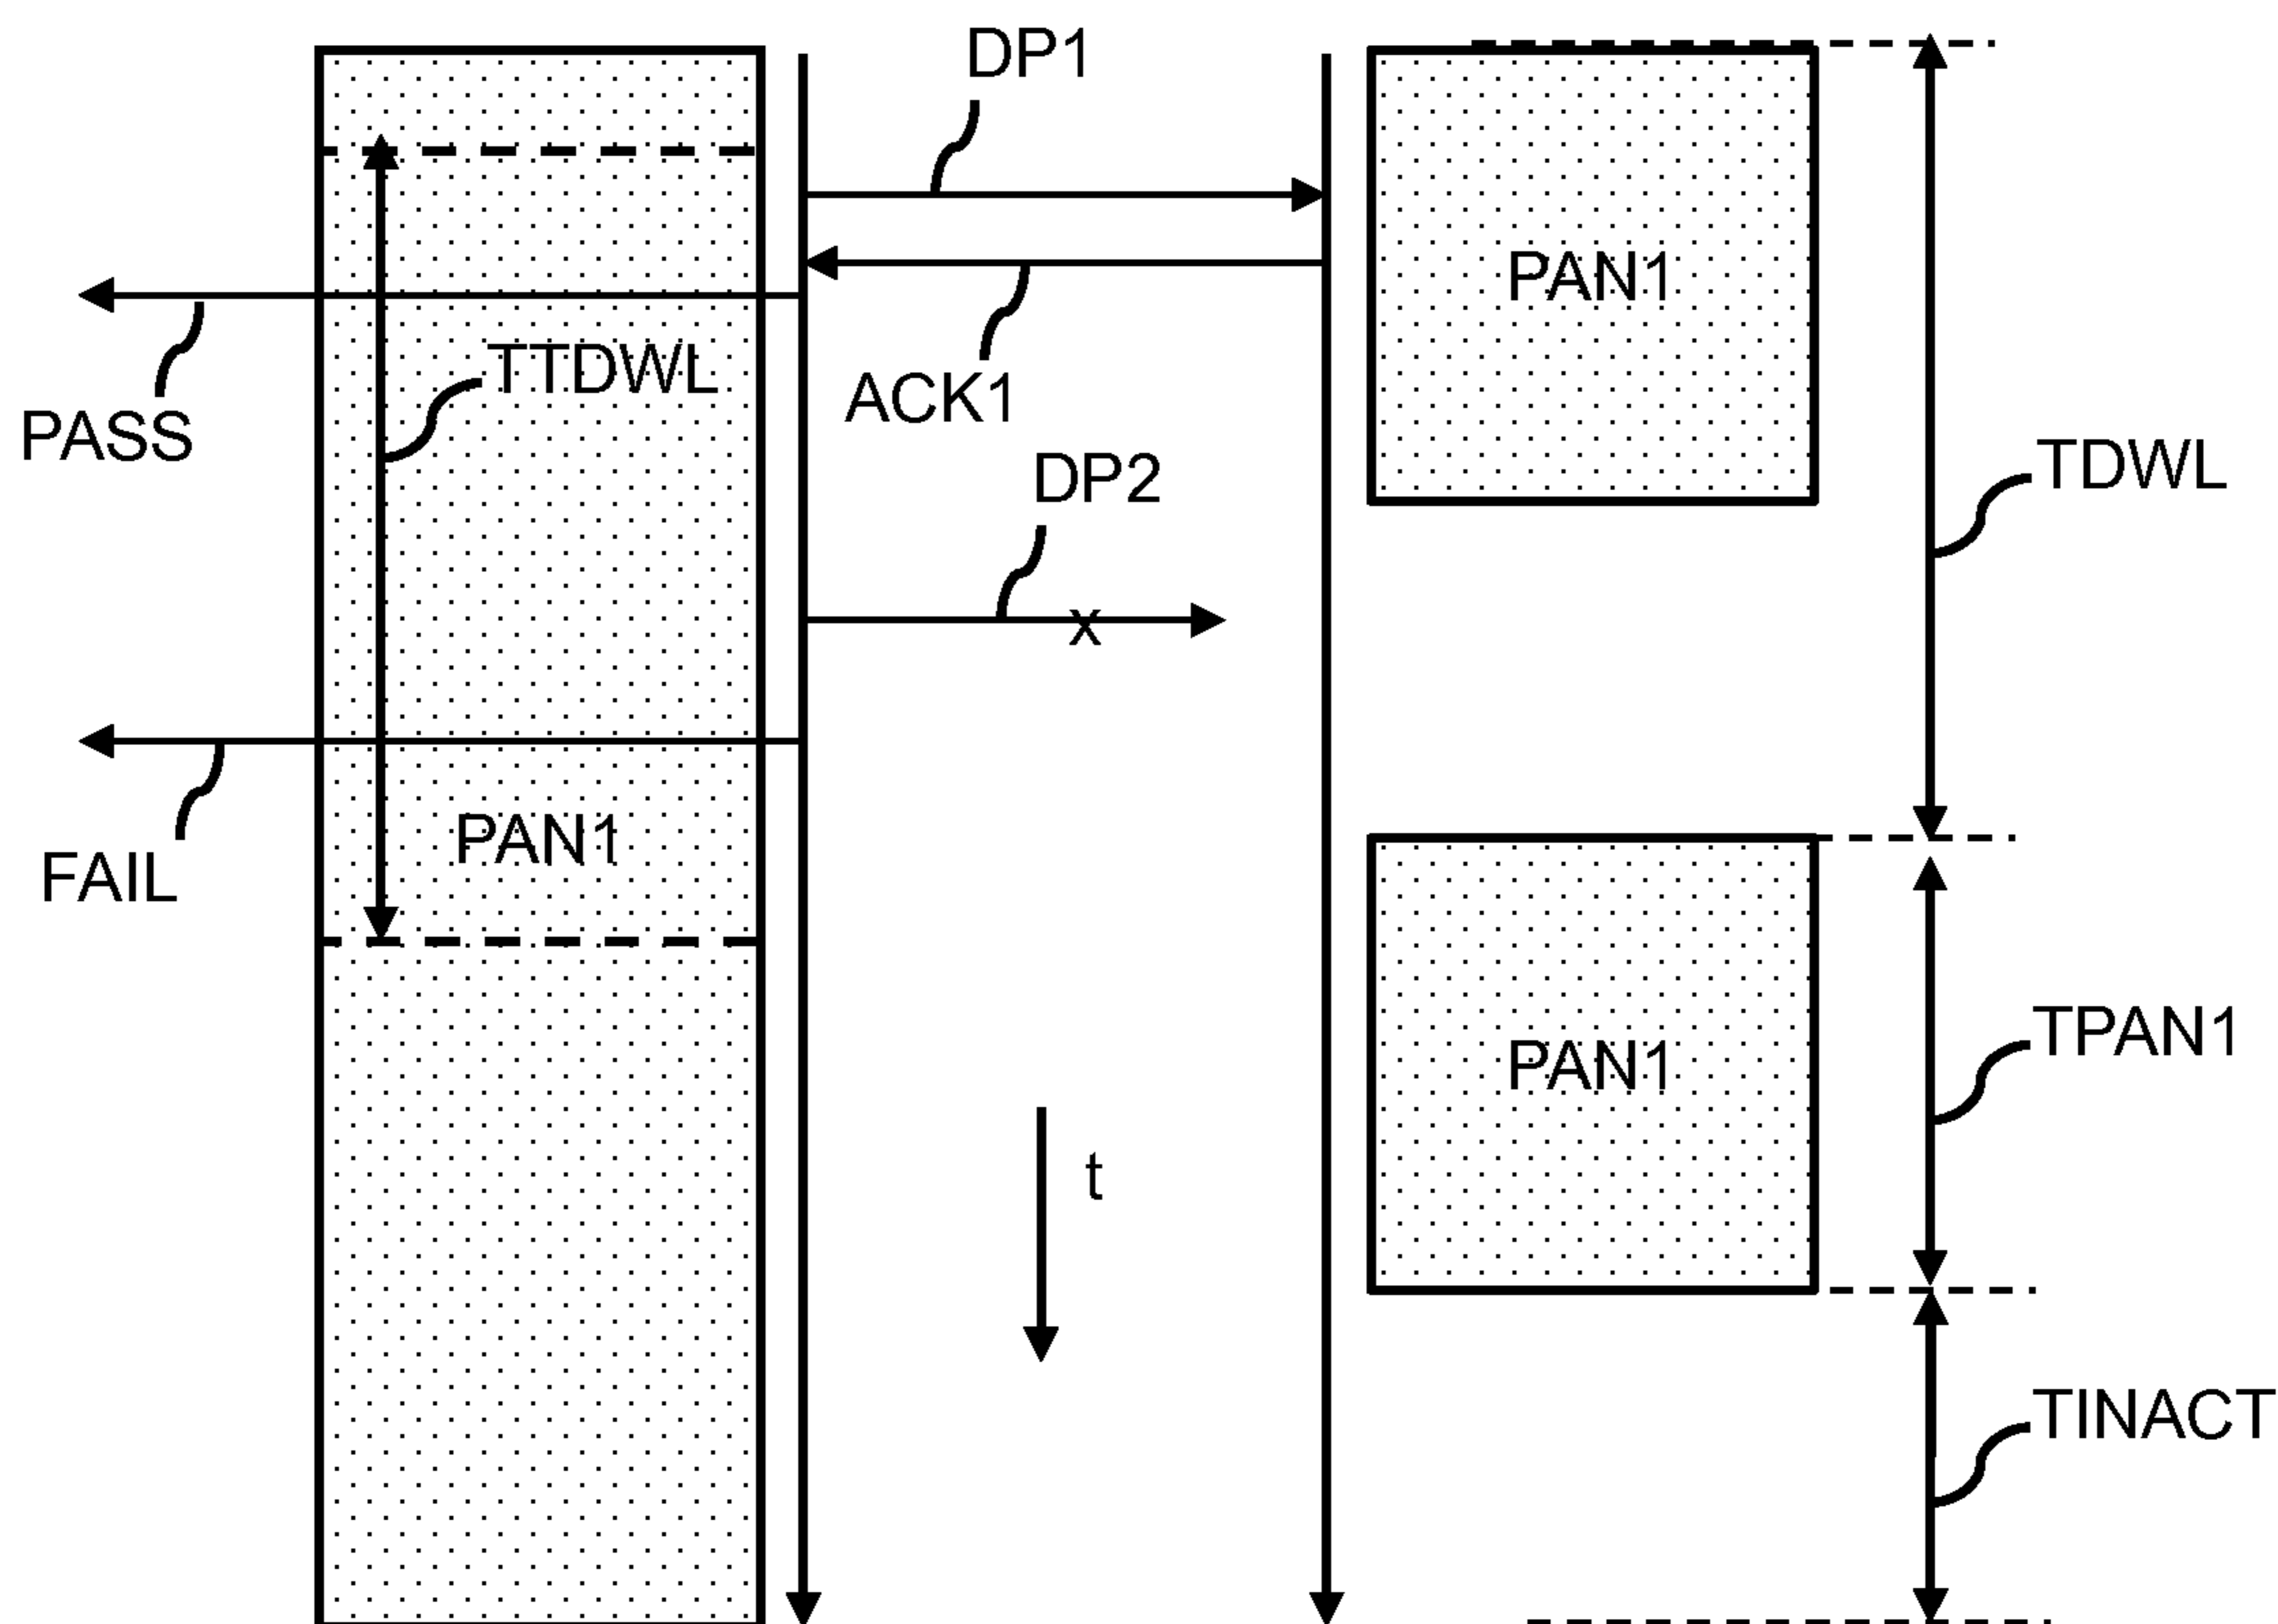 DP1
PAN1
TTDWL
ACK1
PASS
TDWL
DP2
x
PAN1
FAIL
TPAN1
PAN1
t
TINACT